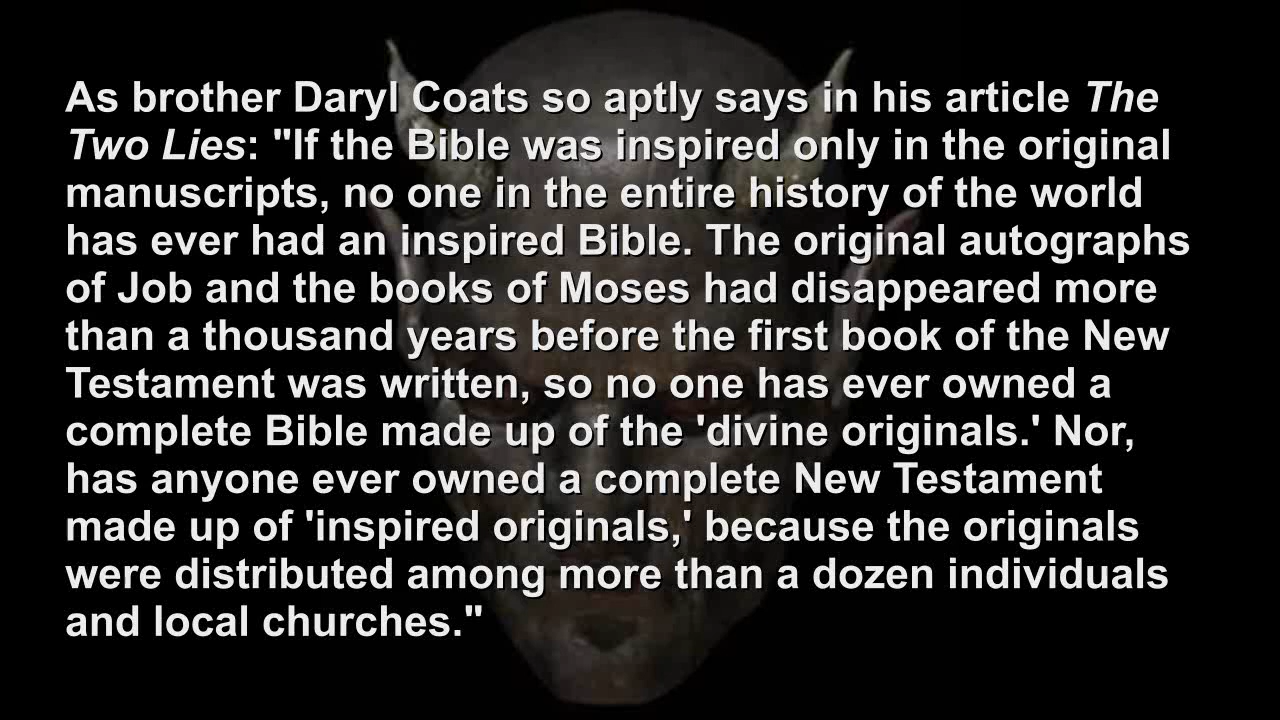 As brother Daryl Coats so aptly says in his article The
Two Lies: "If the Bible was inspired only in the original
manuscripts, no one in the entire history of the world
has ever had an inspired Bible. The original autographs
of Job and the books of Moses had disappeared more
than a thousand years before the first book of the New
Testament was written, so no one has ever owned a
complete Bible made up of the 'divine originals.' Nor,
has anyone ever owned a complete New Testament
made up of 'inspired originals,' because the originals
were distributed among more than a dozen individuals
and local churches."